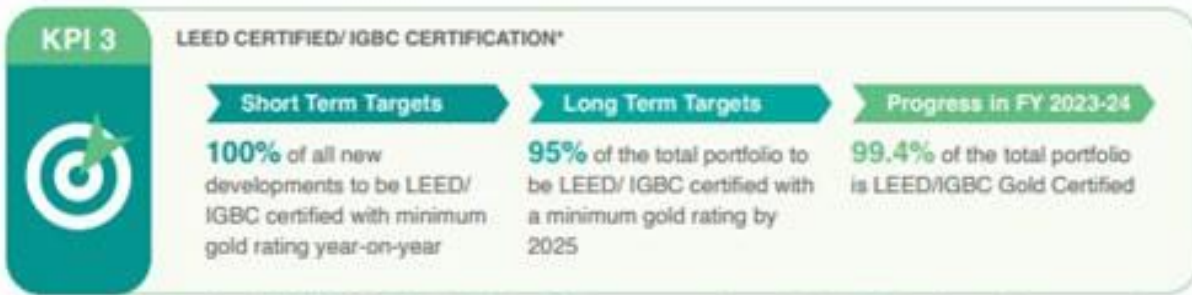 KPI 3
LEED CERTIFIED/ IGBC CERTIFICATION*
Short Term Targets
100% of all new
developments to be LEED/
IGBC certified with minimum
gold rating year-on-year
Long Term Targets
95% of the total portfolio to
be LEED/ IGBC certified with
a minimum gold rating by
2025
Progress in FY 2023-24
99.4% of the total portfolio
is LEED/IGBC Gold Certified